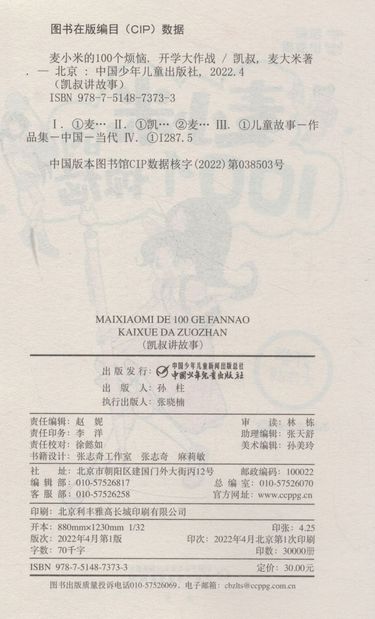 图书在版编目（CIP）数据
麦小米的100个烦恼．开学大作战 / 凯叔，麦大米著
．— 北京：中国少年儿童出版社，2022.4
（凯叔讲故事）
ISBN 978-7-5148-7373-3
Ⅰ．①麦… Ⅱ．①凯… ②麦… Ⅲ．①儿童故事－作
品集－中国－当代 Ⅳ．①I287.5
中国版本图书馆CIP数据核字(2022)第038503号
MAIXIAOMI DE 100 GE FANNAO
KAIXUE DA ZUOZHAN
（凯叔讲故事）
出版发行：中国少年儿童新闻出版总社
中国少年儿童出版社
出 版 人：孙 柱
执行出版人：张晓楠
责任编辑：赵 妮 审 读：林 栋
责任印务：李 洋 助理编辑：张天舒
责任校对：徐懿如 美术编辑：孙美玲
书籍设计：张志奇工作室 张志奇 麻莉敏
社 址：北京市朝阳区建国门外大街丙12号 邮政编码：100022
编 辑 部：010-57526817 总 编 室：010-57526070
客 服 部：010-57526258 官方网址：www.ccppg.cn
印刷：北京利丰雅高长城印刷有限公司
开本：880mm×1230mm 1/32 印张：4.25
版次：2022年4月第1版 印次：2022年4月北京第1次印刷
字数：70千字 印数：30000册
ISBN 978-7-5148-7373-3 定价：30.00元
图书出版质量投诉电话010-57526069，电子邮箱：cbzlts@ccppg.com.cn